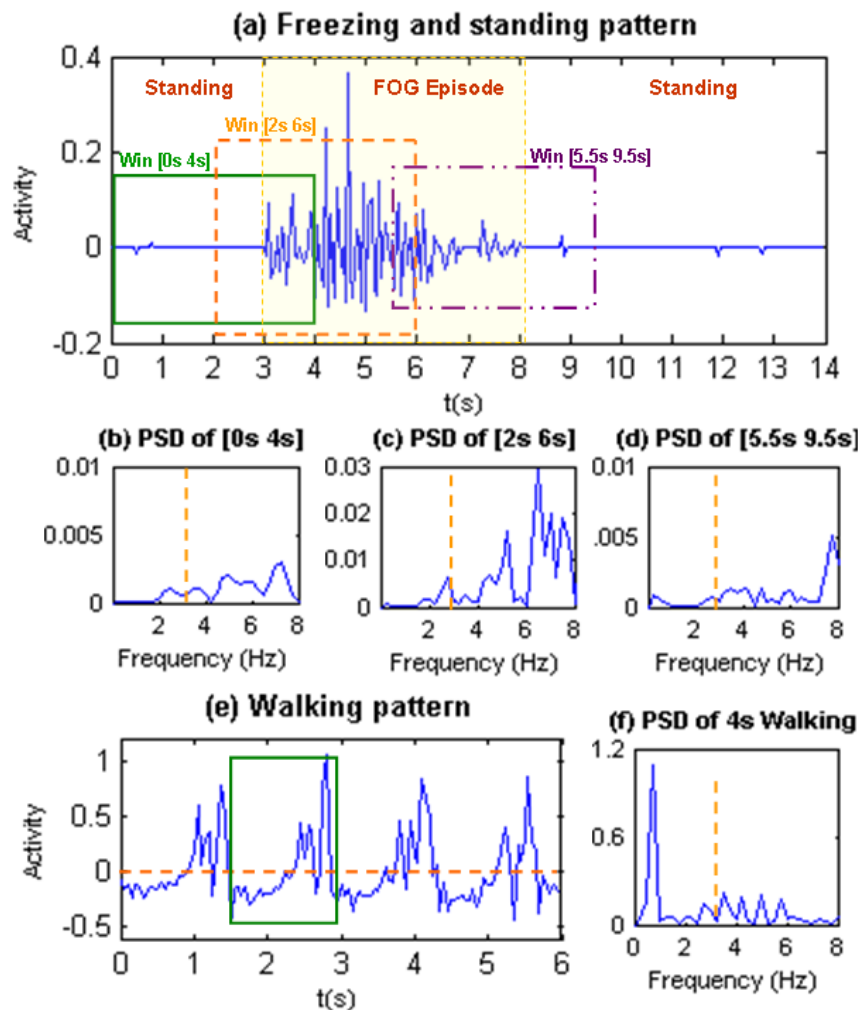 (a) Freezing and standing pattern
0.4
Standing
FOG Episode
Standing
Win [2s 6s]
0.2
Win [0s 4s]
Win [5.5s 9.5s]
Activity
0
-0.2
0 1 2 3 4 5 6 7 8 9 10 11 12 13 14
t(s)
(b) PSD of [0s 4s]
0.01
0.005
0
2 4 6 8
Frequency (Hz)
(c) PSD of [2s 6s]
0.03
0.02
0.01
0
2 4 6 8
Frequency (Hz)
(d) PSD of [5.5s 9.5s]
0.01
.005
0
2 4 6 8
Frequency (Hz)
(e) Walking pattern
1
0.5
0
-0.5
Activity
0 1 2 3 4 5 6
t(s)
(f) PSD of 4s Walking
1.2
0.6
0
0 2 4 6 8
Frequency (Hz)